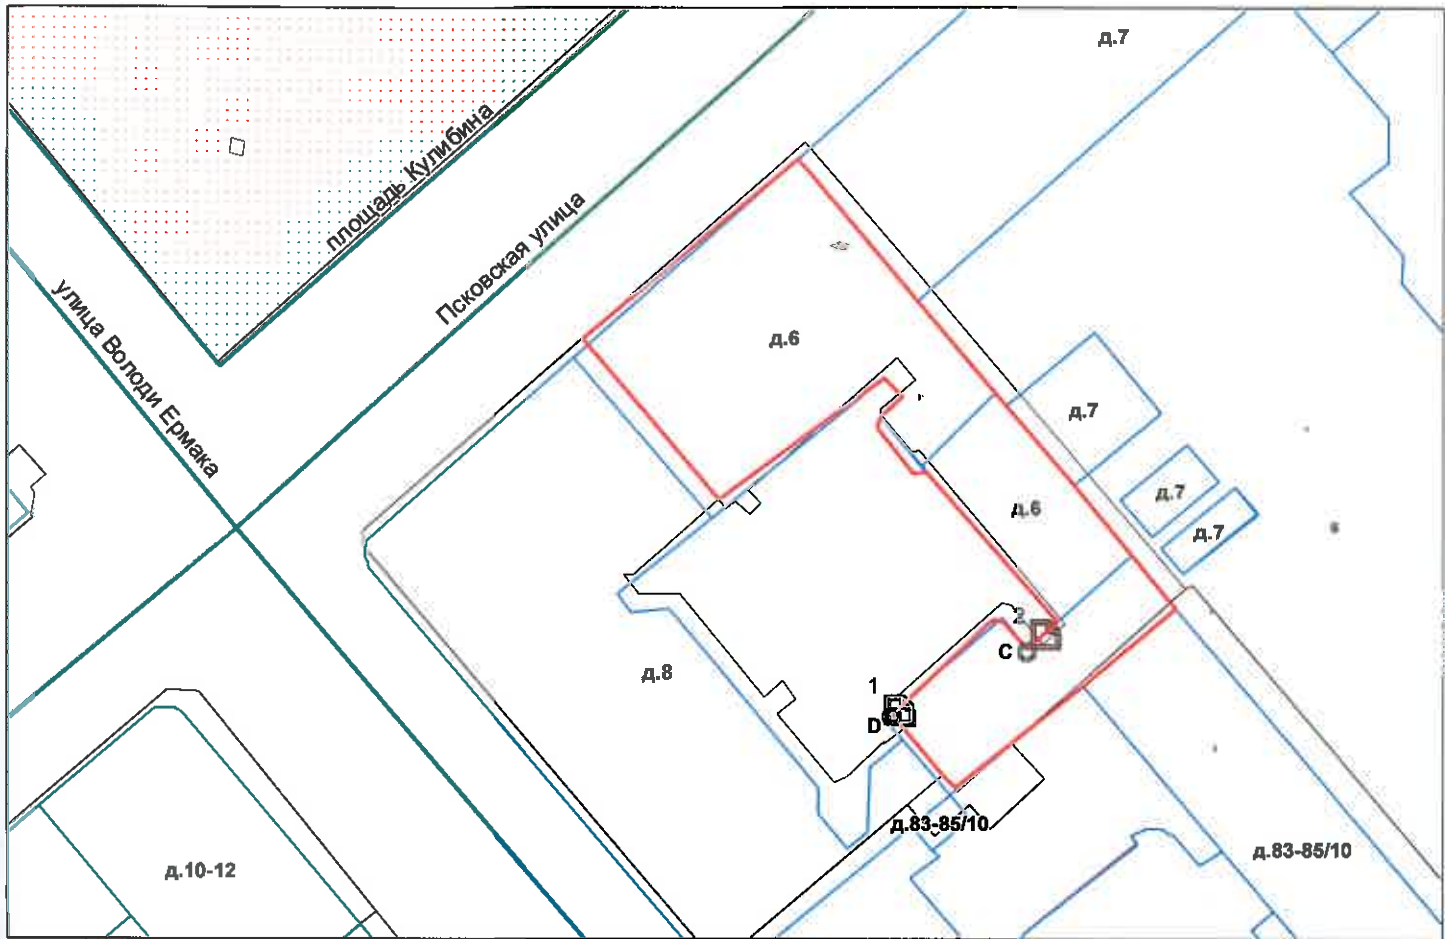 д.7
площадь Кулибина
Псковская улица
улица Володи Ермака
д.6
д.7
д.7
д.6
д.7
2
C
д.8
1
D
д.83-85/10
д.83-85/10
д.10-12